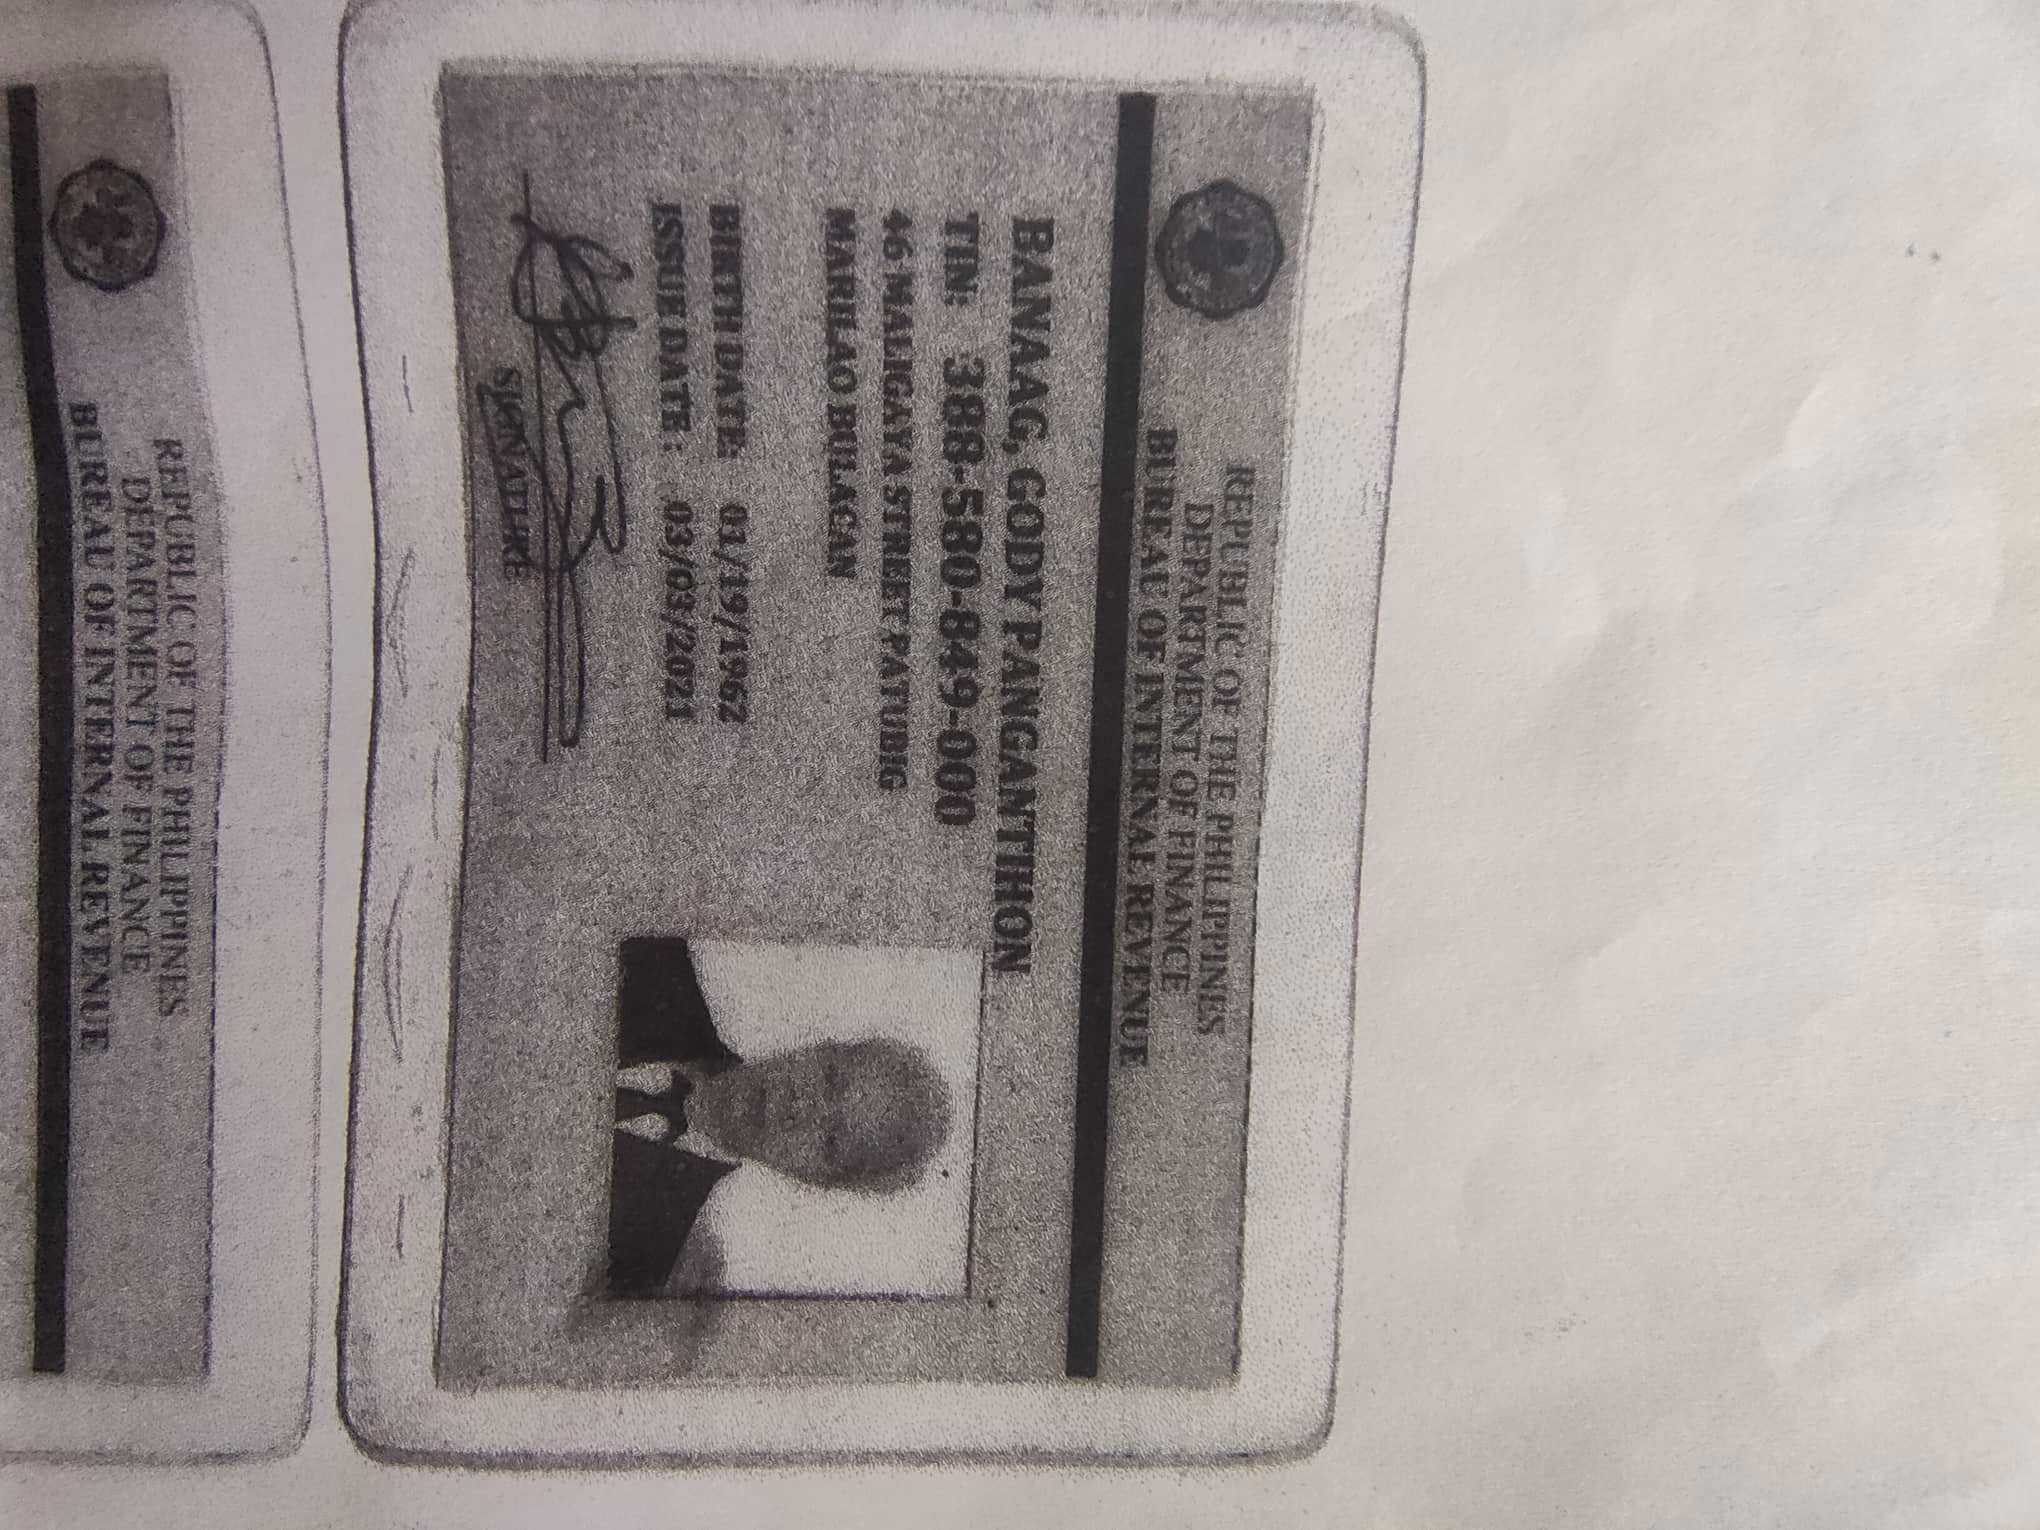 REPUBLIC OF THE PHILIPPINES
DEPARTMENT OF FINANCE
BUREAU OF INTERNAL REVENUE
BANAAG, GODY PANGANTIHON
TIN: 388-580-849-000
46 MALIGAYA STREET PATUBIG
MARILAO BULACAN
BIRTH DATE: 01/19/1962
ISSUE DATE: 03/03/2021
SIGNATURE
REPUBLIC OF THE PHILIPPINES
DEPARTMENT OF FINANCE
BUREAU OF INTERNAL REVENUE